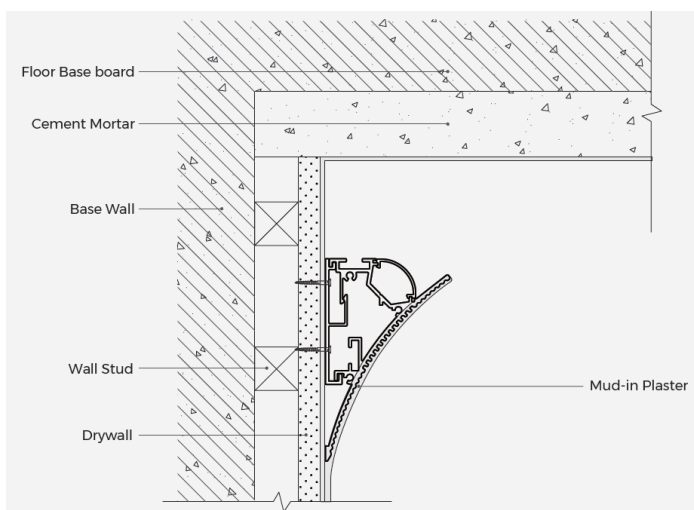 Floor Base board
Cement Mortar
Base Wall
Wall Stud
Mud-in Plaster
Drywall